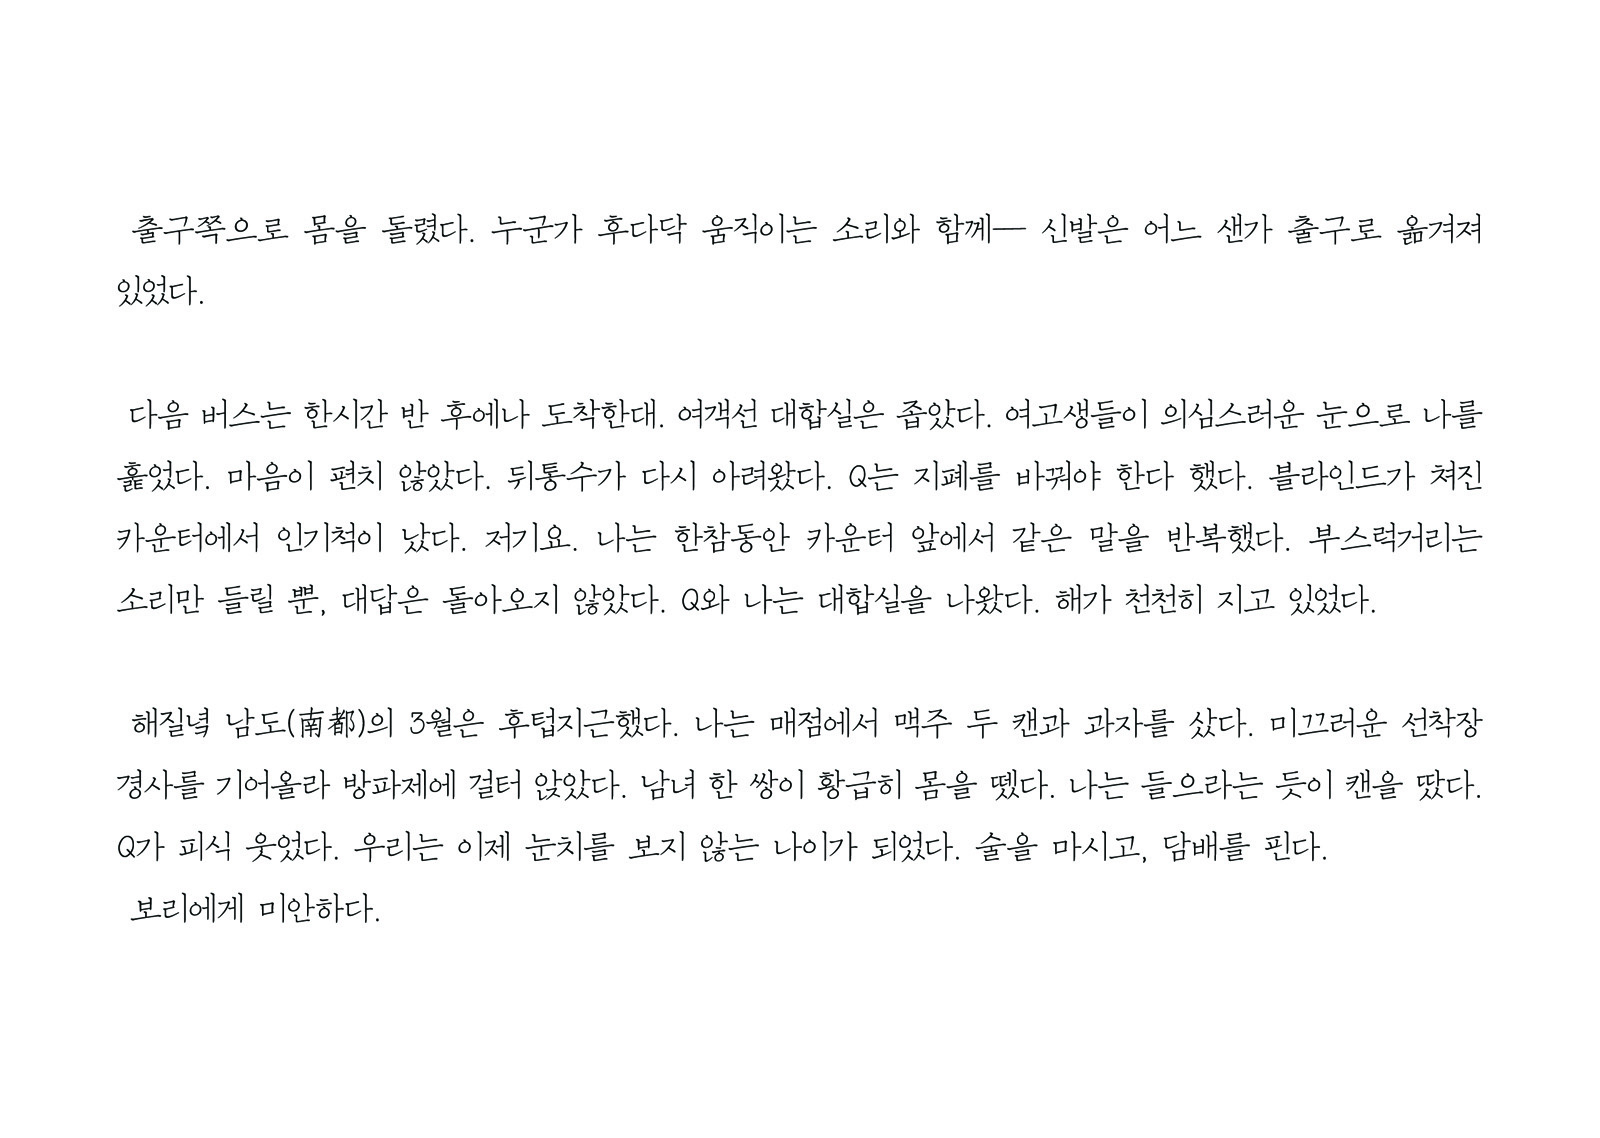 출구쪽으로 몸을 돌렸다. 누군가 후다닥 움직이는 소리와 함께— 신발은 어느 샌가 출구로 옮겨져
있었다.
다음 버스는 한시간 반 후에나 도착한대. 여객선 대합실은 좁았다. 여고생들이 의심스러운 눈으로 나를
훑었다. 마음이 편치 않았다. 뒤통수가 다시 아려왔다. Q는 지폐를 바꿔야 한다 했다. 블라인드가 쳐진
카운터에서 인기척이 났다. 저기요. 나는 한참동안 카운터 앞에서 같은 말을 반복했다. 부스럭거리는
소리만 들릴 뿐, 대답은 돌아오지 않았다. Q와 나는 대합실을 나왔다. 해가 천천히 지고 있었다.
해질녘 남도(南都)의 3월은 후텁지근했다. 나는 매점에서 맥주 두 캔과 과자를 샀다. 미끄러운 선착장
경사를 기어올라 방파제에 걸터 앉았다. 남녀 한 쌍이 황급히 몸을 뗐다. 나는 들으라는 듯이 캔을 땄다.
Q가 피식 웃었다. 우리는 이제 눈치를 보지 않는 나이가 되었다. 술을 마시고, 담배를 핀다.
보리에게 미안하다.